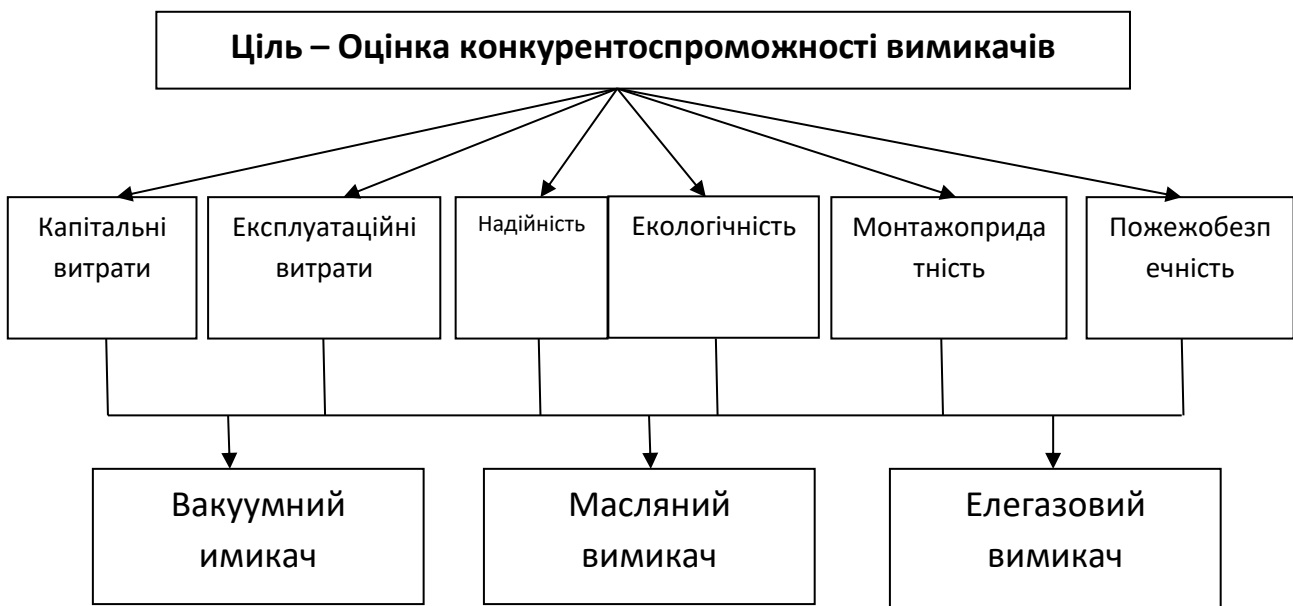 Ціль – Оцінка конкурентоспроможності вимикачів
Капітальні
витрати
Експлуатаційні
витрати
Надійність
Екологічність
Монтажоприда
тність
Пожежобезп
ечність
Вакуумний
имикач
Масляний
вимикач
Елегазовий
вимикач